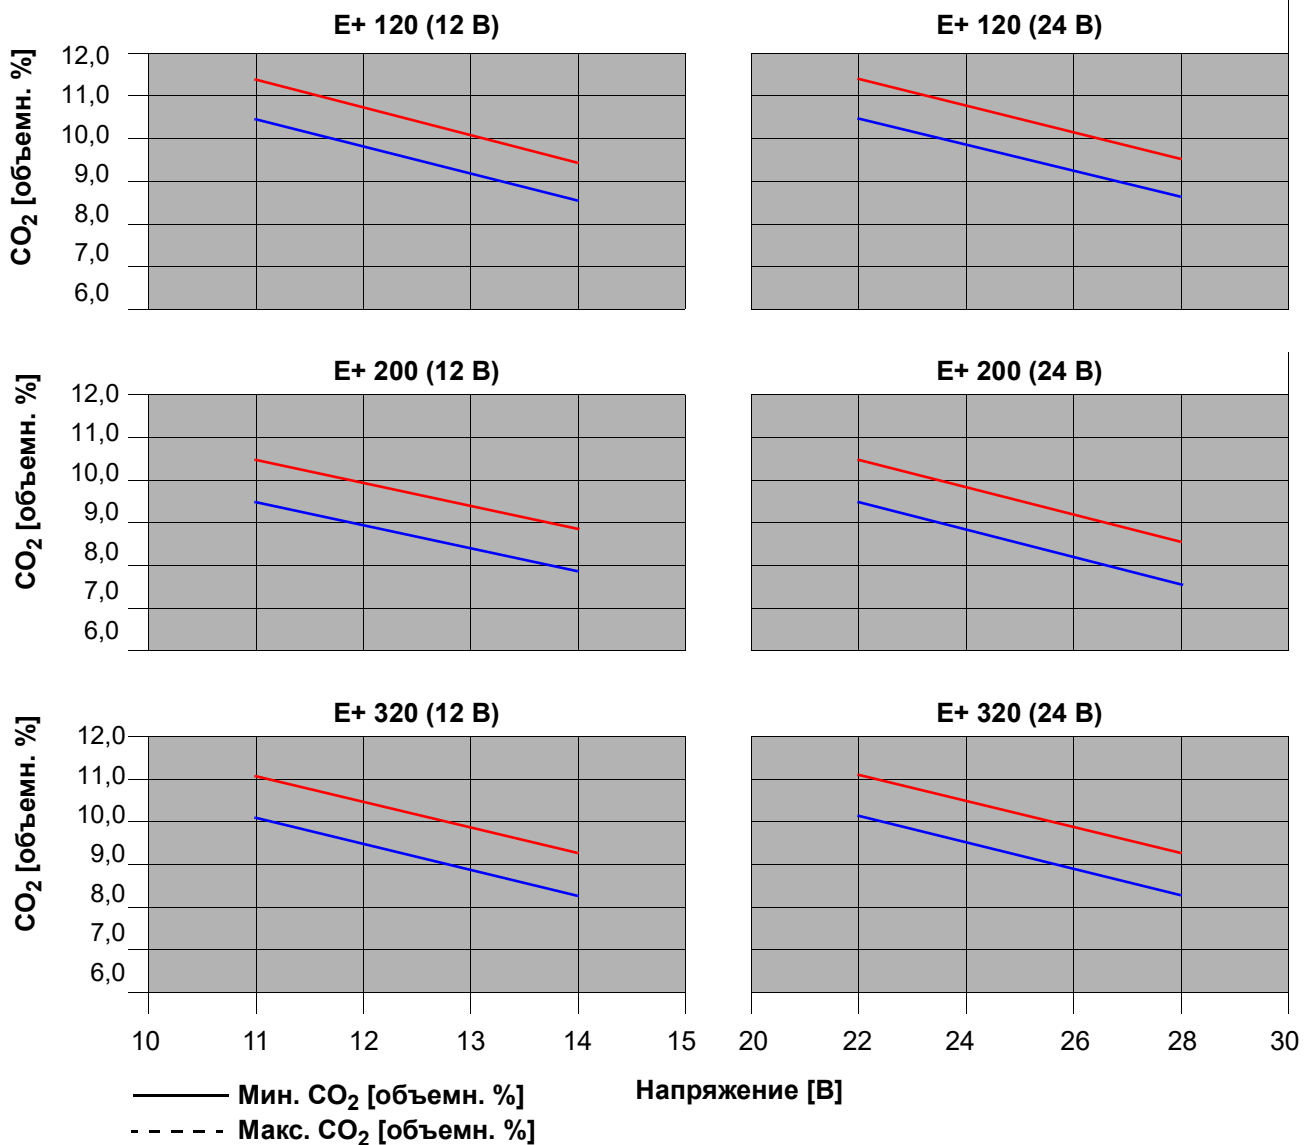 E+ 120 (12 В)
E+ 120 (24 В)
CO2 [объемн. %]
12,0
11,0
10,0
9,0
8,0
7,0
6,0
E+ 200 (12 В)
E+ 200 (24 В)
CO2 [объемн. %]
12,0
11,0
10,0
9,0
8,0
7,0
6,0
E+ 320 (12 В)
E+ 320 (24 В)
CO2 [объемн. %]
12,0
11,0
10,0
9,0
8,0
7,0
6,0
10 11 12 13 14 15
20 22 24 26 28 30
Мин. CO2 [объемн. %]
Напряжение [В]
Макс. CO2 [объемн. %]